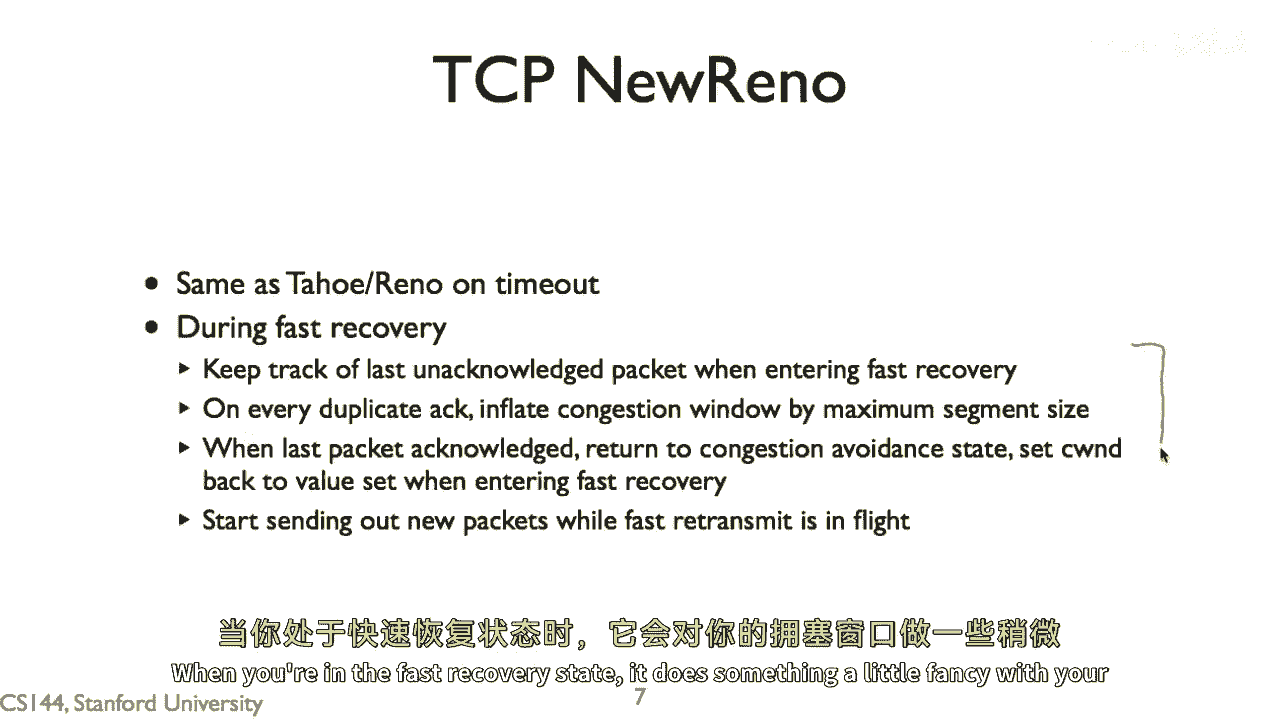 TCP NewReno
• Same as Tahoe/Reno on timeout
• During fast recovery
▸ Keep track of last unacknowledged packet when entering fast recovery
▸ On every duplicate ack, inflate congestion window by maximum segment size
▸ When last packet acknowledged, return to congestion avoidance state, set cwnd
back to value set when entering fast recovery
▸ Start sending out new packets while fast retransmit is in flight
当你处于快速恢复状态时，它会对你的拥塞窗口做一些稍微
When you're in the fast recovery state, it does something a little fancy with your
CS144, Stanford University
7